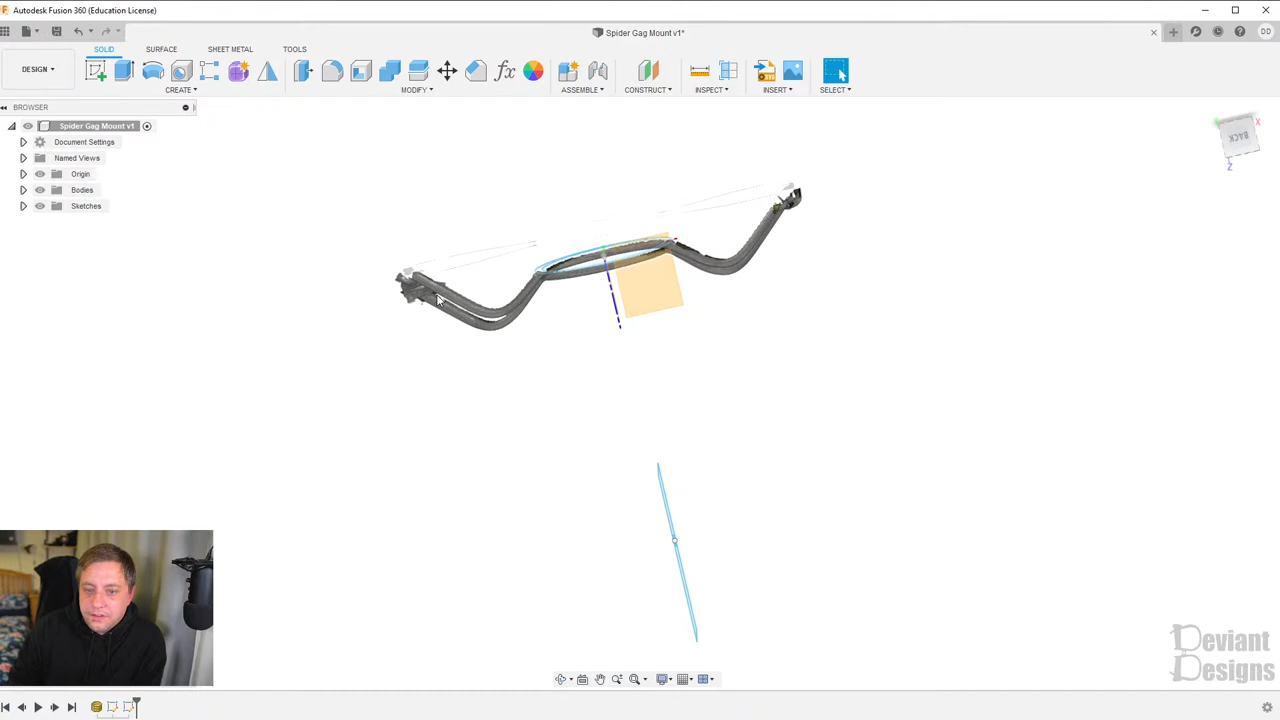 Autodesk Fusion 360 (Education License)
Spider Gag Mount v1*
DD
SOLID SURFACE SHEET METAL TOOLS
DESIGN
CREATE MODIFY ASSEMBLE CONSTRUCT INSPECT INSERT SELECT
BROWSER
Spider Gag Mount v1
Document Settings
Named Views
Origin
Bodies
Sketches
BACK
X
Z
Deviant
Designs